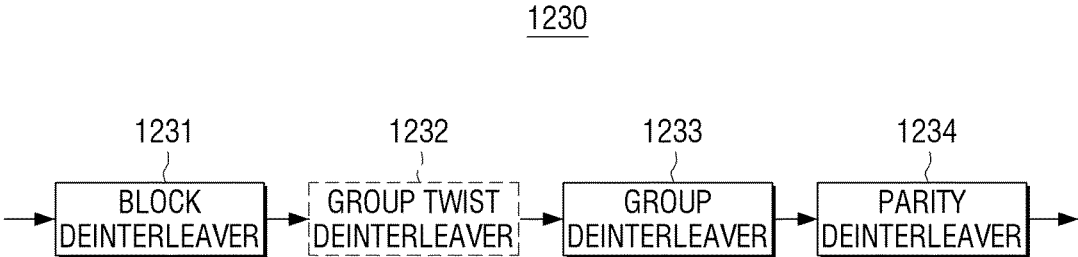 1230
1231
1232
1233
1234
BLOCK
DEINTERLEAVER
GROUP TWIST
DEINTERLEAVER
GROUP
DEINTERLEAVER
PARITY
DEINTERLEAVER